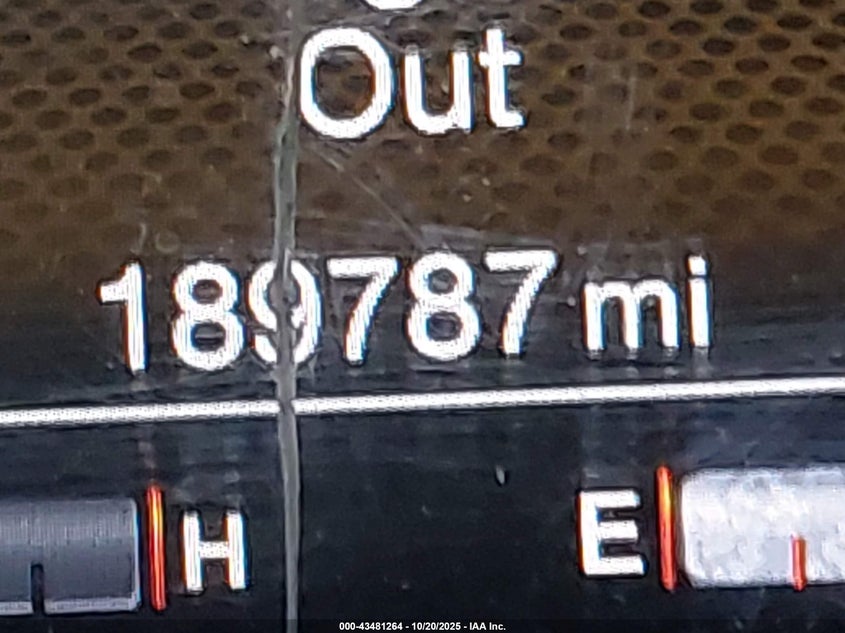 Out
189787 mi
H E
000-43481264 - 10/20/2025 - IAA Inc.